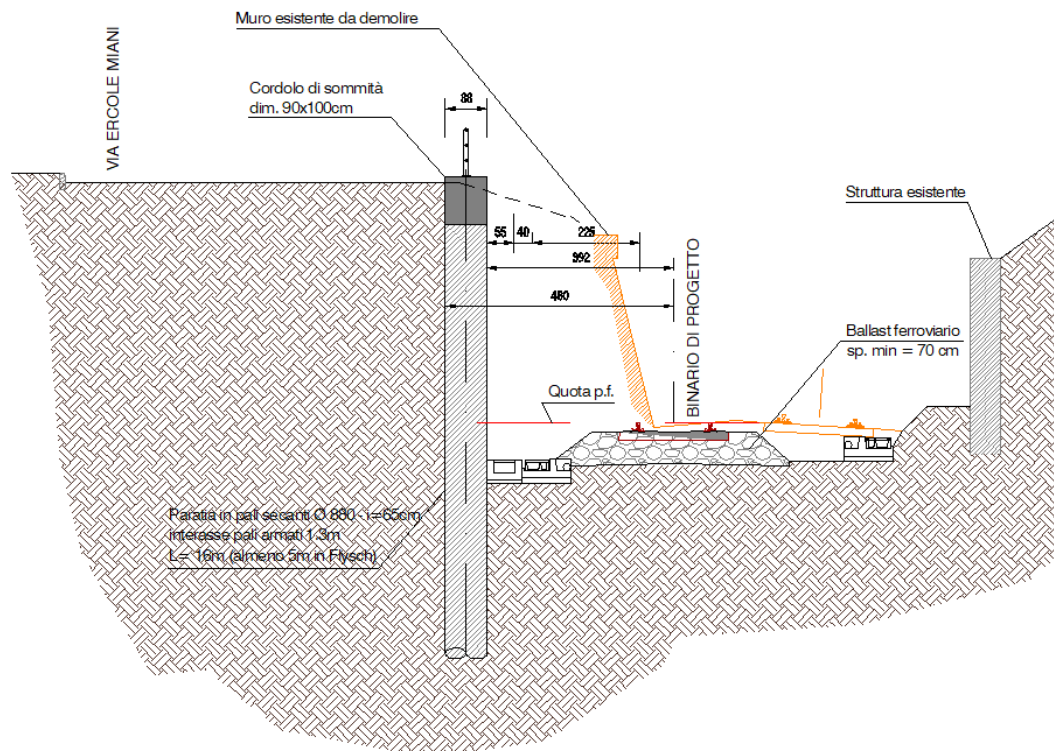 Muro esistente da demolire
VIA ERCOLE MIANI
Cordolo di sommità
dim. 90x100cm
88
Struttura esistente
55
40
225
392
480
BINARIO DI PROGETTO
Ballast ferroviario
sp. min = 70 cm
Quota p.f.
Paratia in pali secanti Ø 880 - i=65cm
interasse pali armati 1.3m
L= 16m (almeno 5m in Flysch)